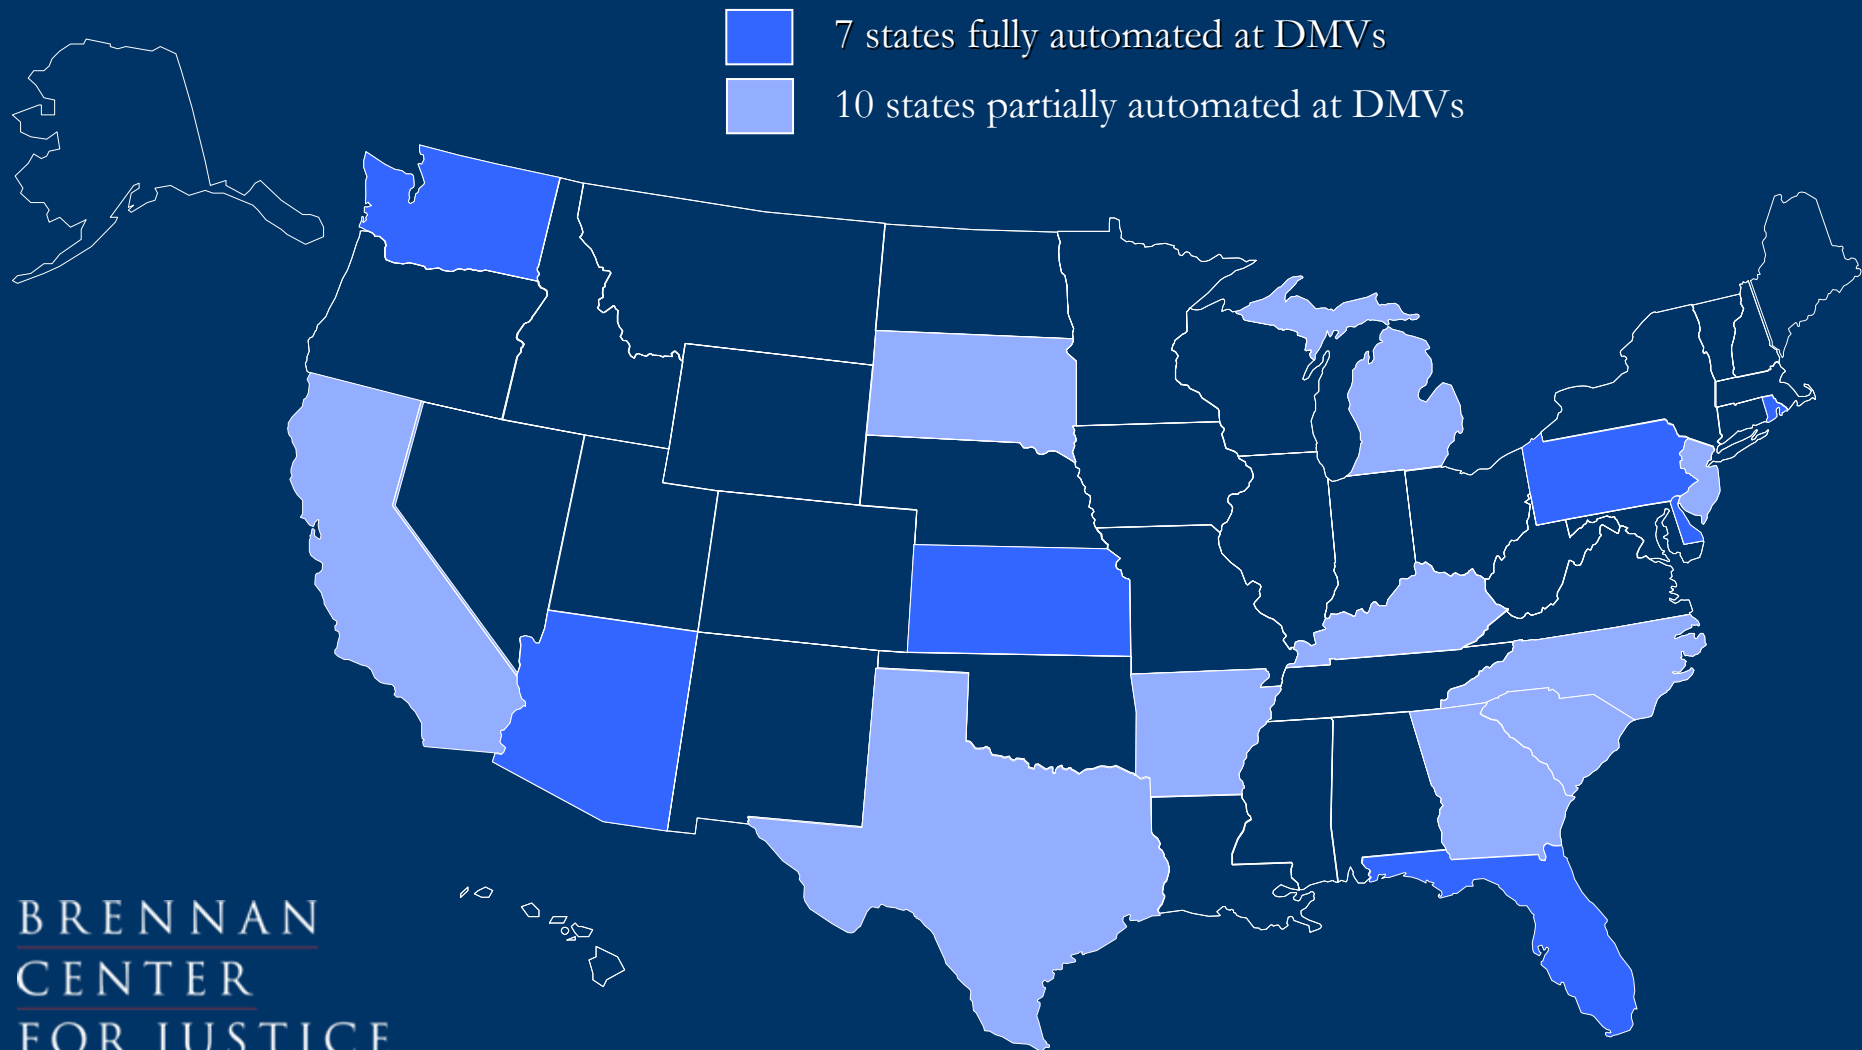 7 states fully automated at DMVs
10 states partially automated at DMVs
BRENNAN
CENTER
FOR JUSTICE